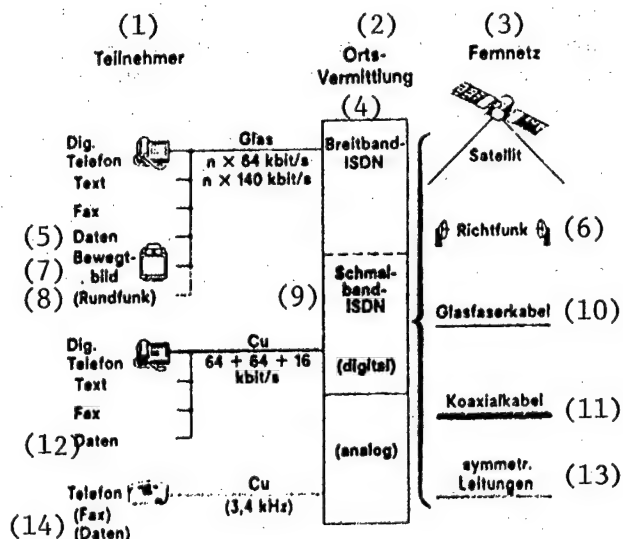 (1)
Teilnehmer
(2)
Orts-
Vermittlung
(3)
Fernnetz
(4)
Dig.
Telefon
Text
Fax
(5) Daten
(7) Bewegt-
bild
(8) (Rundfunk)
Glas
n × 64 kbit/s
n × 140 kbit/s
Breitband-
ISDN
(9) Schmal-
band-
ISDN
(digital)
(analog)
Satellit
Richtfunk (6)
Glasfaserkabel (10)
Koaxialkabel (11)
symmetr.
Leitungen (13)
Dig.
Telefon
Text
Fax
(12) Daten
Cu
64 + 64 + 16
kbit/s
Telefon
(Fax)
(14) (Daten)
Cu
(3,4 kHz)